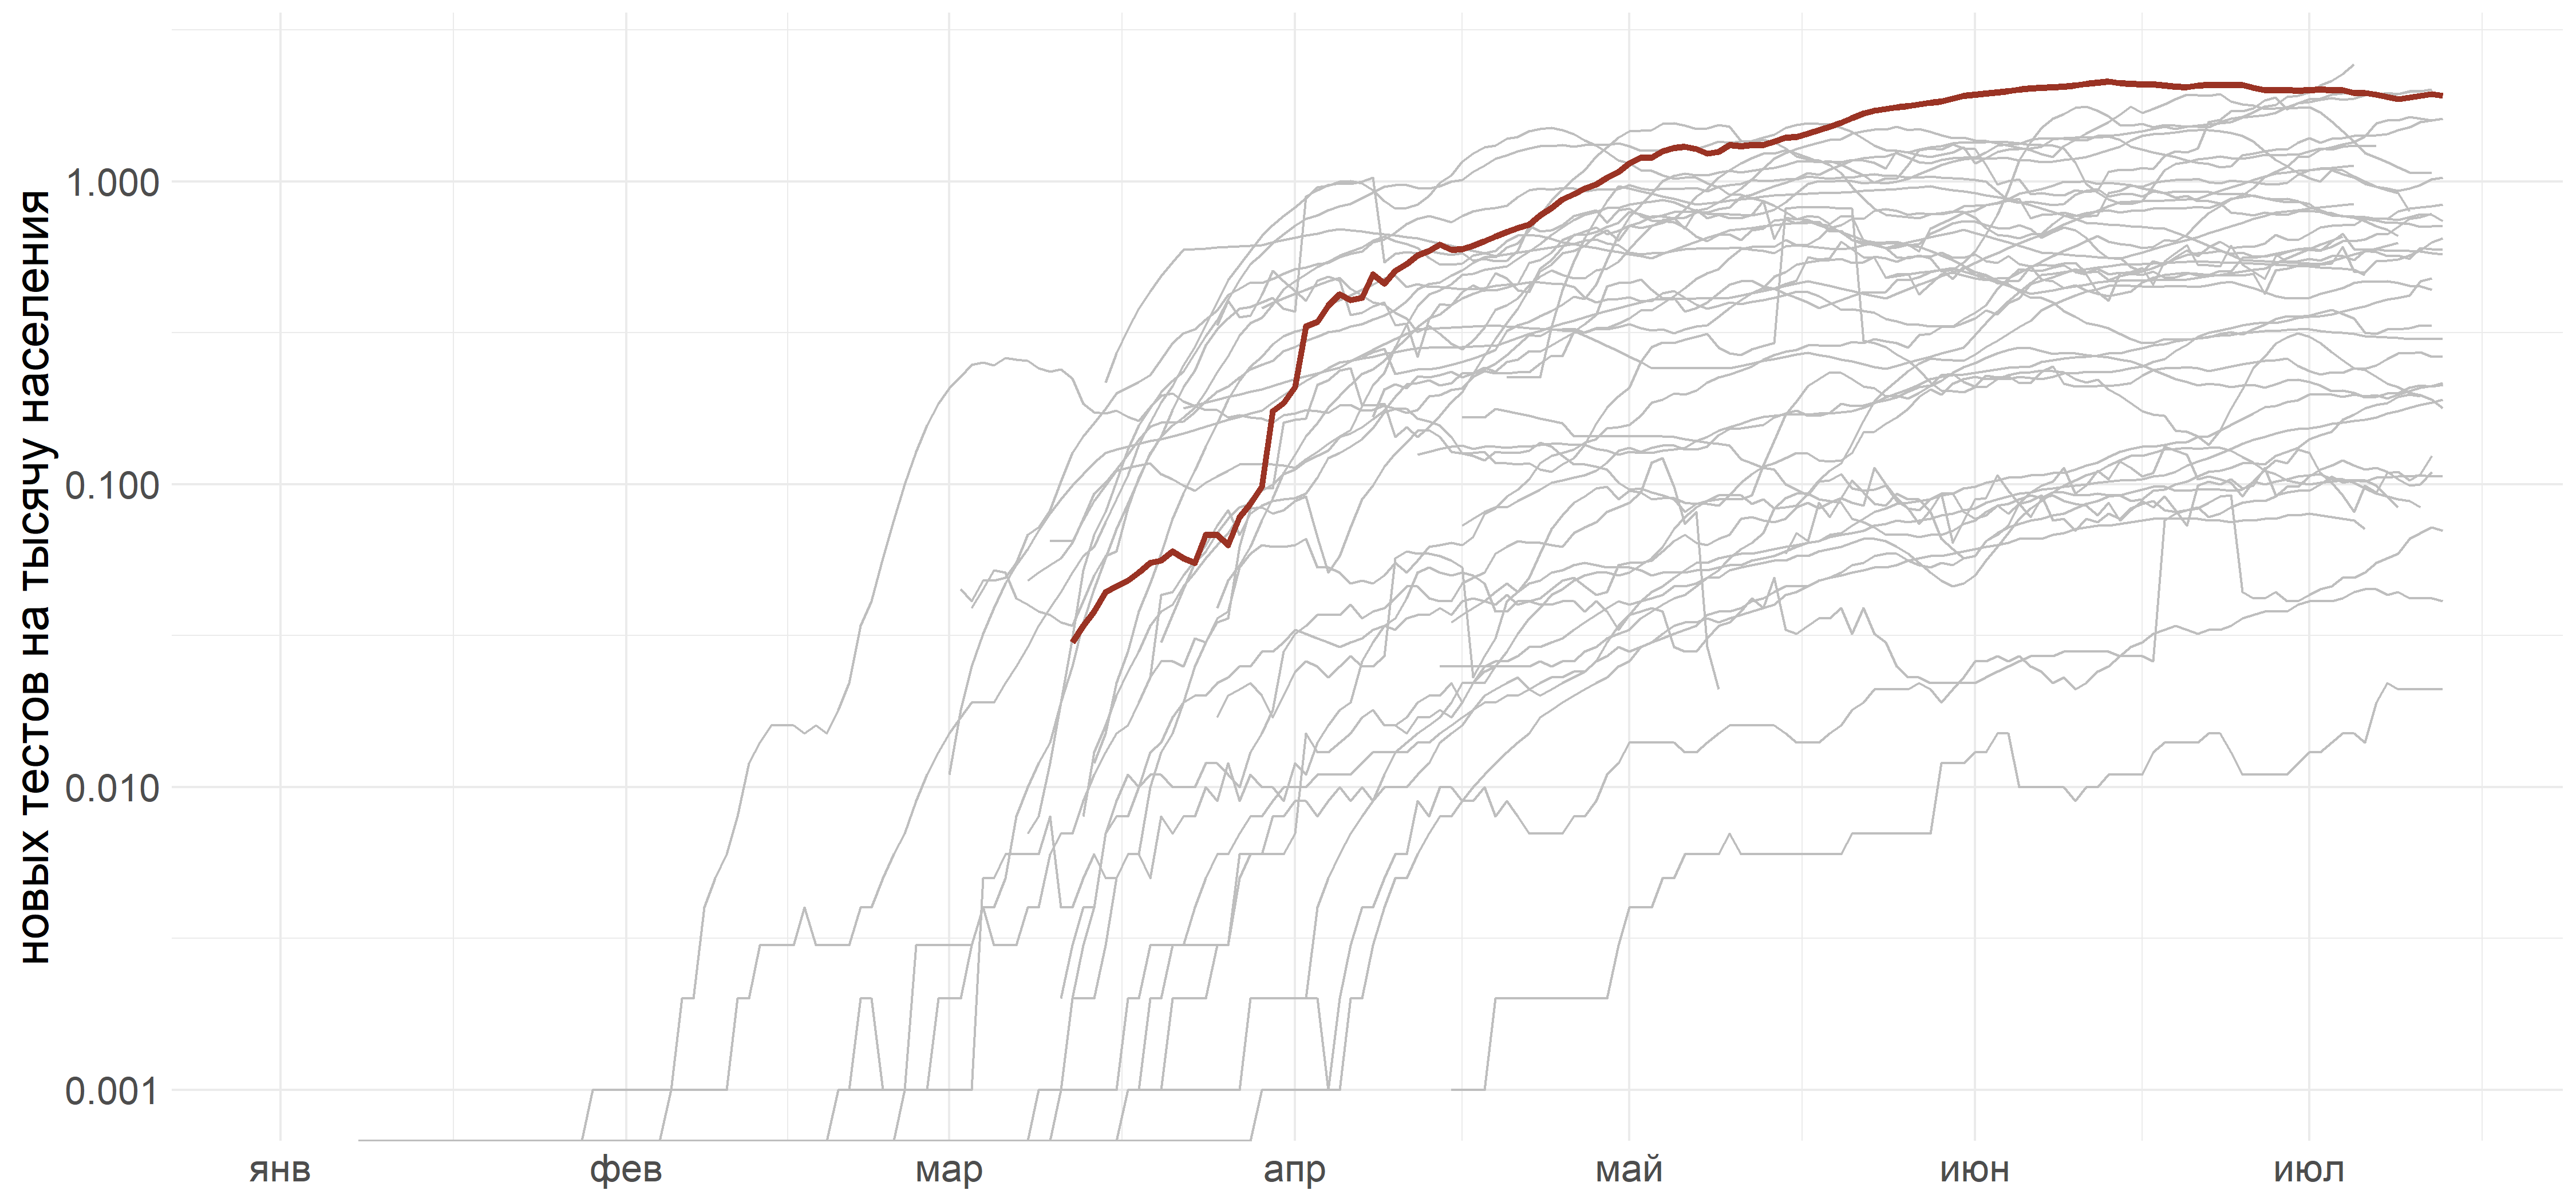 новых тестов на тысячу населения
1.000
0.100
0.010
0.001
янв фев мар апр май июн июл